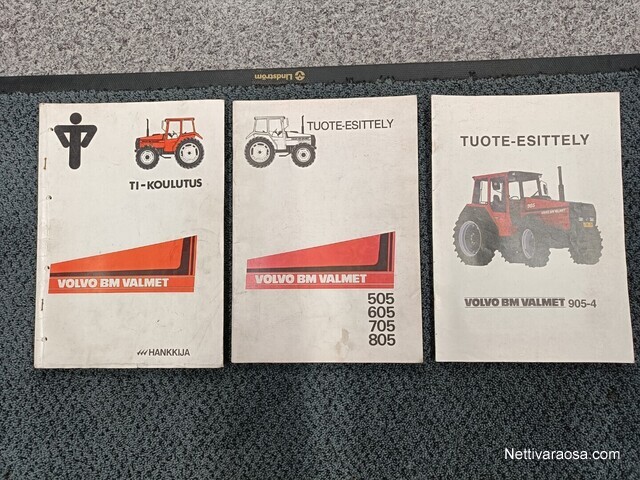 Lindström
TI-KOULUTUS
VOLVO BM VALMET
HANKKIJA
TUOTE-ESITTELY
VOLVO BM VALMET
505
605
705
805
TUOTE-ESITTELY
VOLVO BM VALMET 905-4
Nettivaraosa.com